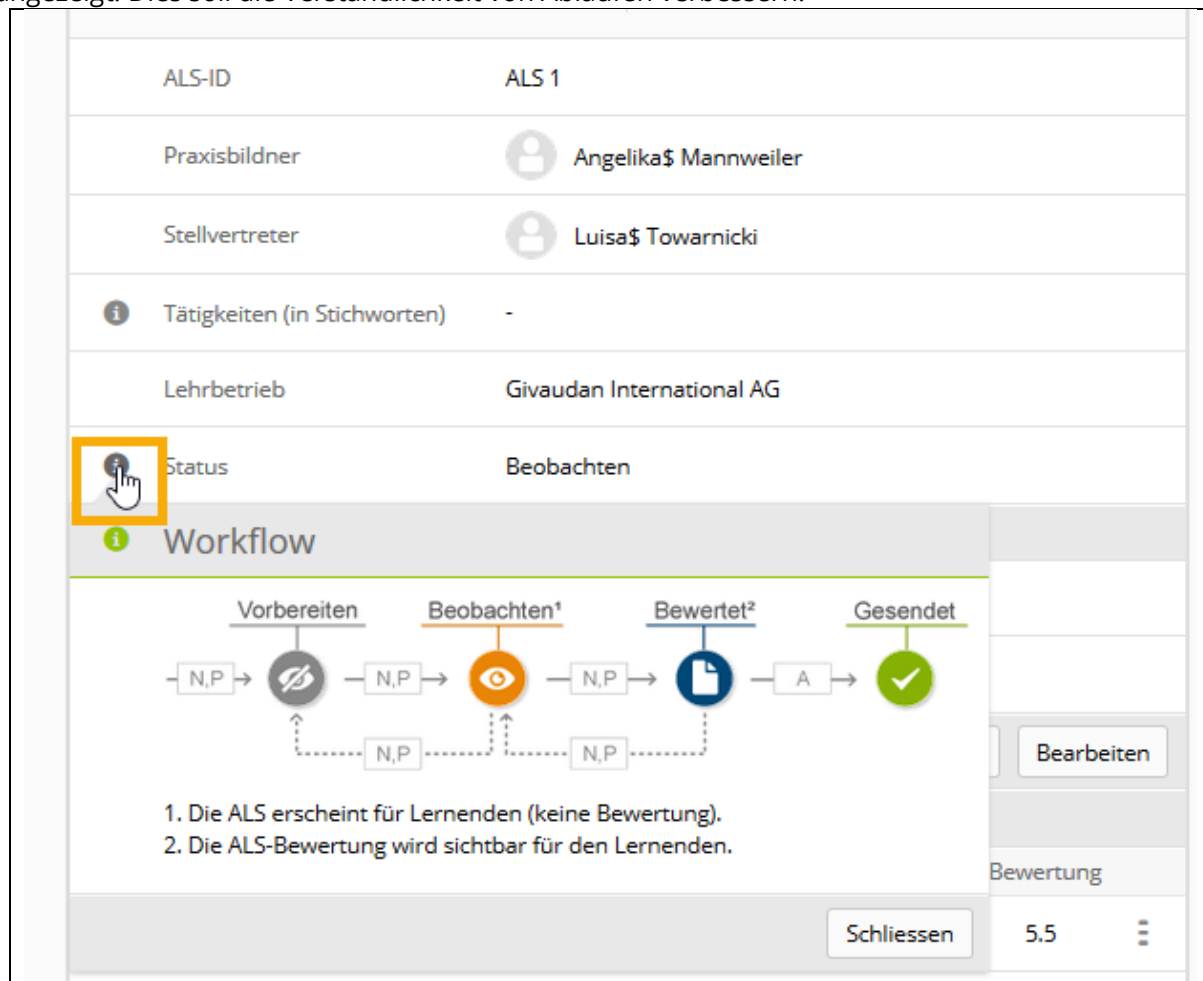 angezeigt. Dies soll die Verständlichkeit von Abläufen verbessern.
ALS-ID ALS 1
Praxisbildner Angelika$ Mannweiler
Stellvertreter Luisa$ Towarnicki
Tätigkeiten (in Stichworten) -
Lehrbetrieb Givaudan International AG
Status Beobachten
Workflow
Vorbereiten Beobachten¹ Bewertet² Gesendet
N,P N,P N,P A
N,P N,P
Bearbeiten
1. Die ALS erscheint für Lernenden (keine Bewertung).
2. Die ALS-Bewertung wird sichtbar für den Lernenden.
Bewertung
Schliessen 5.5